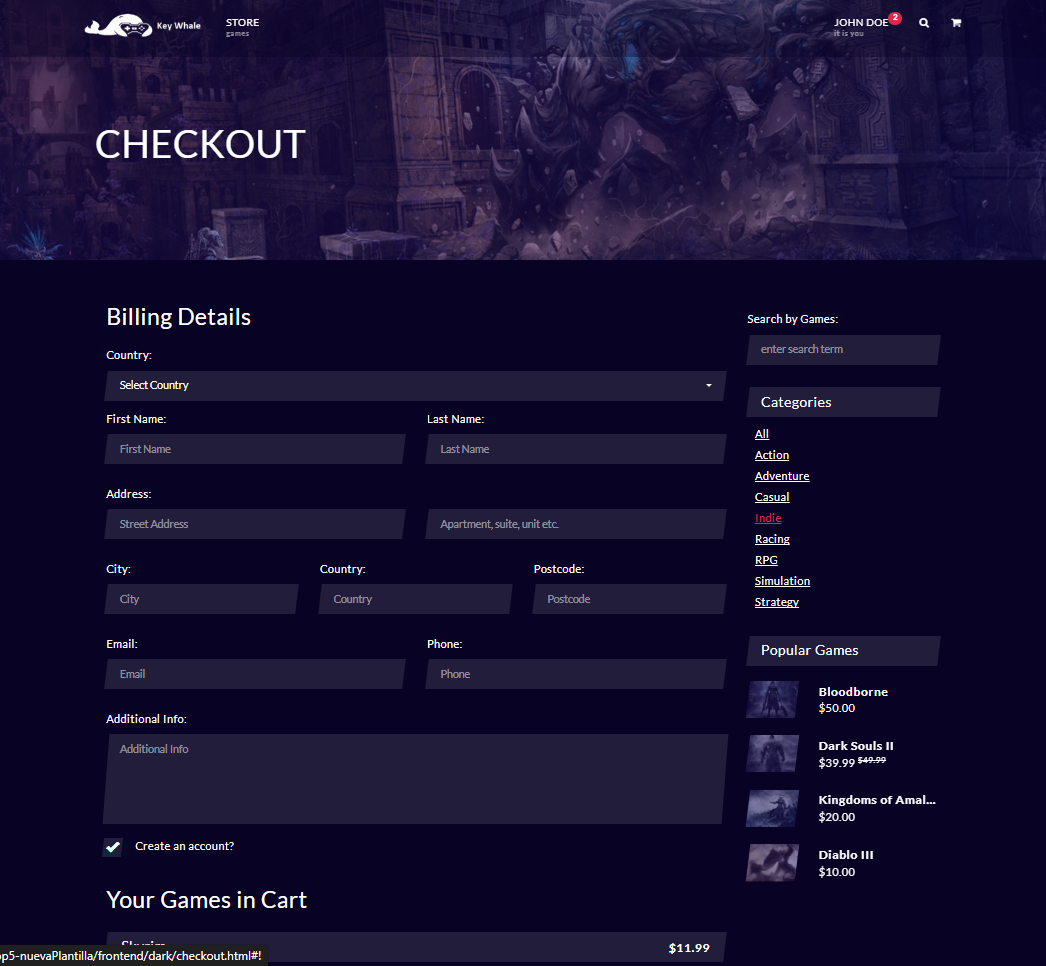 Key Whale
STORE
games
JOHN DOE
2
it is you
CHECKOUT
Billing Details
Country:
Select Country
First Name:
Last Name:
First Name
Last Name
Address:
Street Address
Apartment, suite, unit etc.
City:
Country:
Postcode:
City
Country
Postcode
Email:
Phone:
Email
Phone
Additional Info:
Additional Info
Create an account?
Your Games in Cart
Skyrim
$11.99
Search by Games:
enter search term
Categories
All
Action
Adventure
Casual
Indie
Racing
RPG
Simulation
Strategy
Popular Games
Bloodborne
$50.00
Dark Souls II
$39.99 $49.99
Kingdoms of Amal...
$20.00
Diablo III
$10.00
op5-nuevaPlantilla/frontend/dark/checkout.html#!